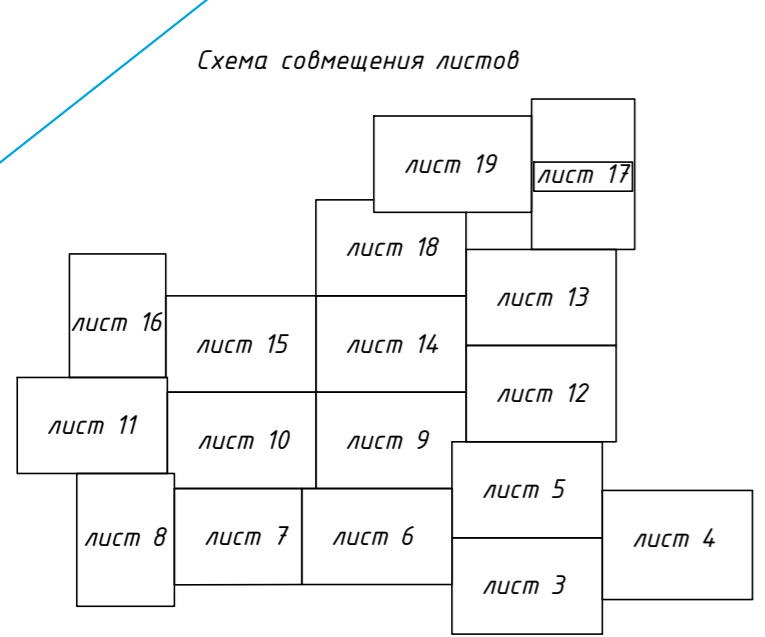 Схема совмещения листов
лист 19
лист 17
лист 18
лист 13
лист 16
лист 15
лист 14
лист 12
лист 11
лист 10
лист 9
лист 5
лист 8
лист 7
лист 6
лист 4
лист 3